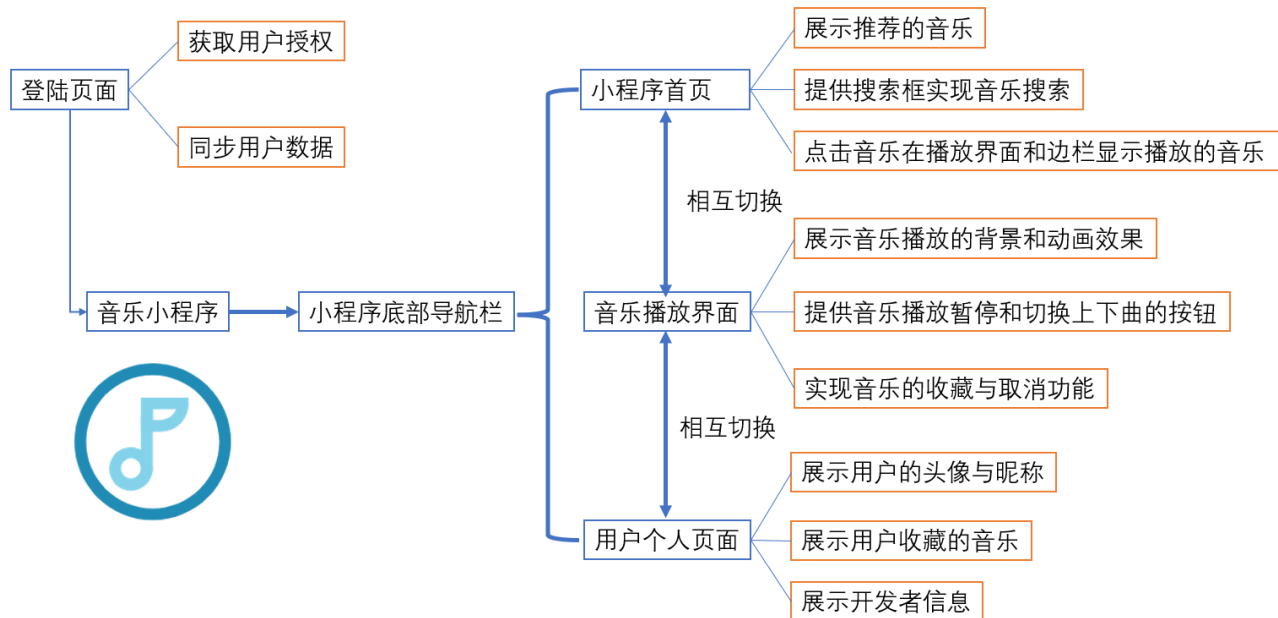 登陆页面
获取用户授权
同步用户数据
音乐小程序
小程序底部导航栏
小程序首页
展示推荐的音乐
提供搜索框实现音乐搜索
点击音乐在播放界面和边栏显示播放的音乐
相互切换
音乐播放界面
展示音乐播放的背景和动画效果
提供音乐播放暂停和切换上下曲的按钮
实现音乐的收藏与取消功能
相互切换
用户个人页面
展示用户的头像与昵称
展示用户收藏的音乐
展示开发者信息